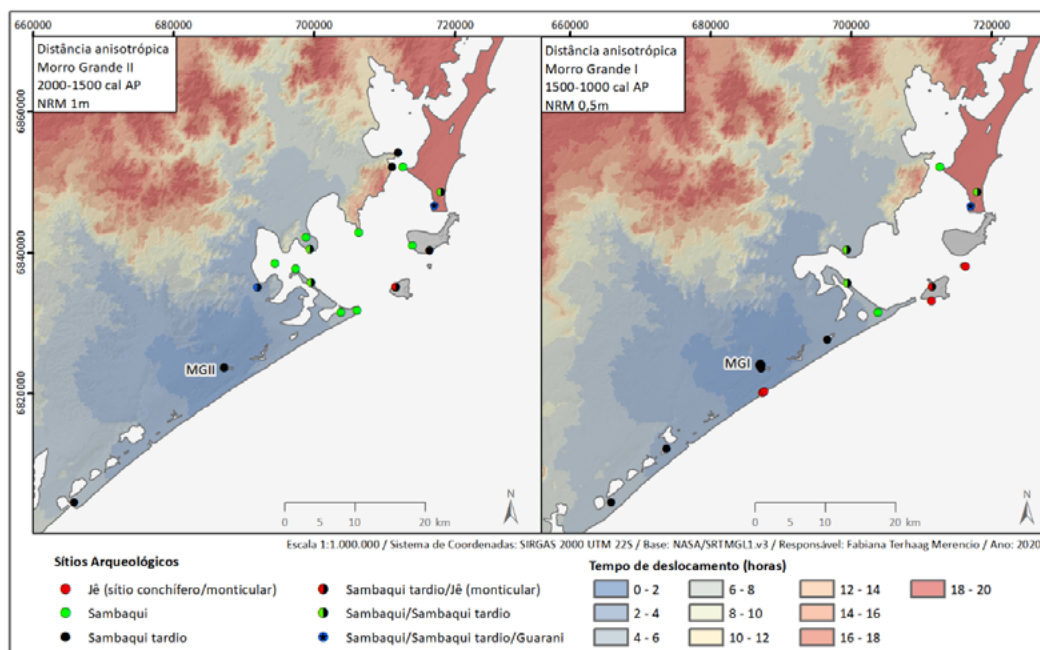 660000 680000 700000 720000 660000 680000 700000 720000
Distância anisotrópica
Morro Grande II
2000-1500 cal AP
NRM 1m
Distância anisotrópica
Morro Grande I
1500-1000 cal AP
NRM 0,5m
6860000
6840000
6820000
MGII
MGI
N
0 5 10 20 km
N
0 5 10 20 km
Escala 1:1.000.000 / Sistema de Coordenadas: SIRGAS 2000 UTM 22S / Base: NASA/SRTMGL1.v3 / Responsável: Fabiana Terhaag Merencio / Ano: 2020
Sítios Arqueológicos
Jê (sítio conchífero/monticular)
Sambaqui
Sambaqui tardio
Sambaqui tardio/Jê (monticular)
Sambaqui/Sambaqui tardio
Sambaqui/Sambaqui tardio/Guarani
Tempo de deslocamento (horas)
0 - 2
2 - 4
4 - 6
6 - 8
8 - 10
10 - 12
12 - 14
14 - 16
16 - 18
18 - 20